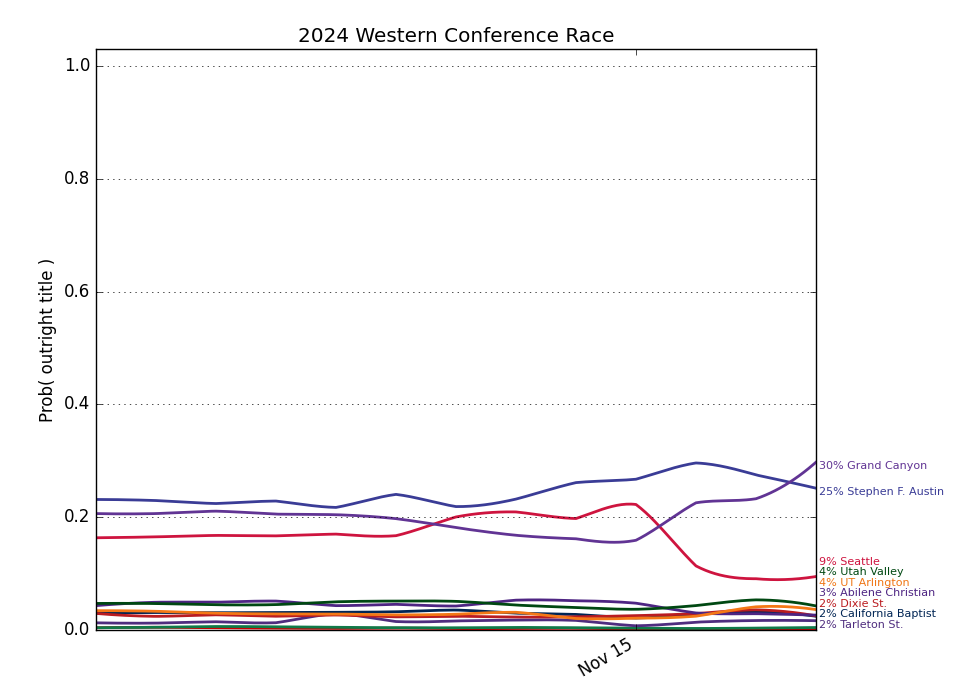 2024 Western Conference Race
Prob( outright title )
1.0
0.8
0.6
0.4
0.2
0.0
Nov 15
30% Grand Canyon
25% Stephen F. Austin
9% Seattle
4% Utah Valley
4% UT Arlington
3% Abilene Christian
2% Dixie St.
2% California Baptist
2% Tarleton St.